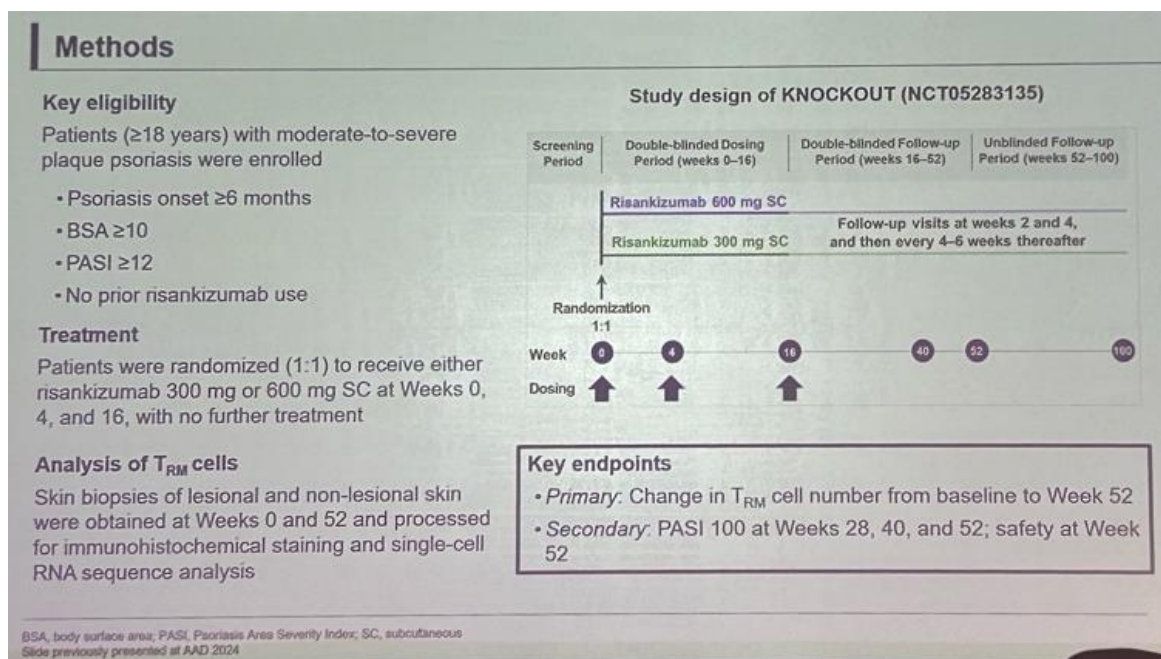 Methods
Key eligibility
Patients (≥18 years) with moderate-to-severe
plaque psoriasis were enrolled
• Psoriasis onset ≥6 months
• BSA ≥10
• PASI ≥12
• No prior risankizumab use
Treatment
Patients were randomized (1:1) to receive either
risankizumab 300 mg or 600 mg SC at Weeks 0,
4, and 16, with no further treatment
Analysis of TRM cells
Skin biopsies of lesional and non-lesional skin
were obtained at Weeks 0 and 52 and processed
for immunohistochemical staining and single-cell
RNA sequence analysis
Study design of KNOCKOUT (NCT05283135)
Screening
Period
Double-blinded Dosing
Period (weeks 0–16)
Double-blinded Follow-up
Period (weeks 16–52)
Unblinded Follow-up
Period (weeks 52–100)
Risankizumab 600 mg SC
Risankizumab 300 mg SC
Follow-up visits at weeks 2 and 4,
and then every 4–6 weeks thereafter
Randomization
1:1
Week 0 4 16 40 52 100
Dosing
Key endpoints
• Primary: Change in TRM cell number from baseline to Week 52
• Secondary: PASI 100 at Weeks 28, 40, and 52; safety at Week
52
BSA, body surface area; PASI, Psoriasis Area Severity Index; SC, subcutaneous
Slide previously presented at AAD 2024